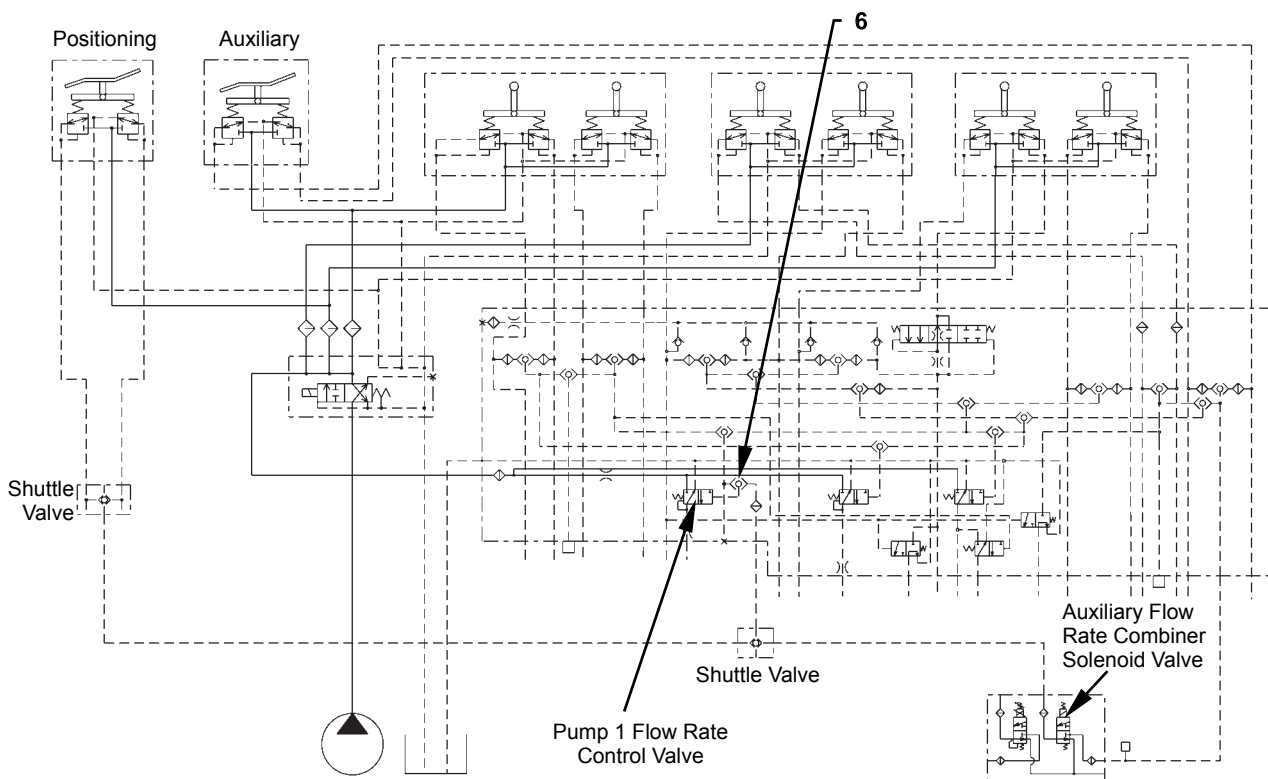 6
Positioning
Auxiliary
Shuttle
Valve
Shuttle Valve
Auxiliary Flow
Rate Combiner
Solenoid Valve
Pump 1 Flow Rate
Control Valve